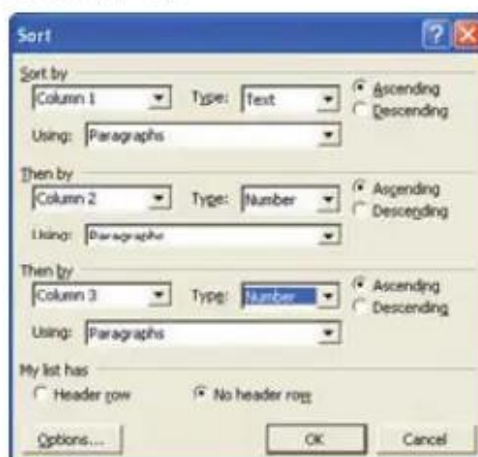 Sort
Sort by
Column 1 Type: Text Ascending
Descending
Using: Paragraphs
Then by
Column 2 Type: Number Ascending
Descending
Using: Paragraphs
Then by
Column 3 Type: Number Ascending
Descending
Using: Paragraphs
My list has
Header row No header row
Options... OK Cancel